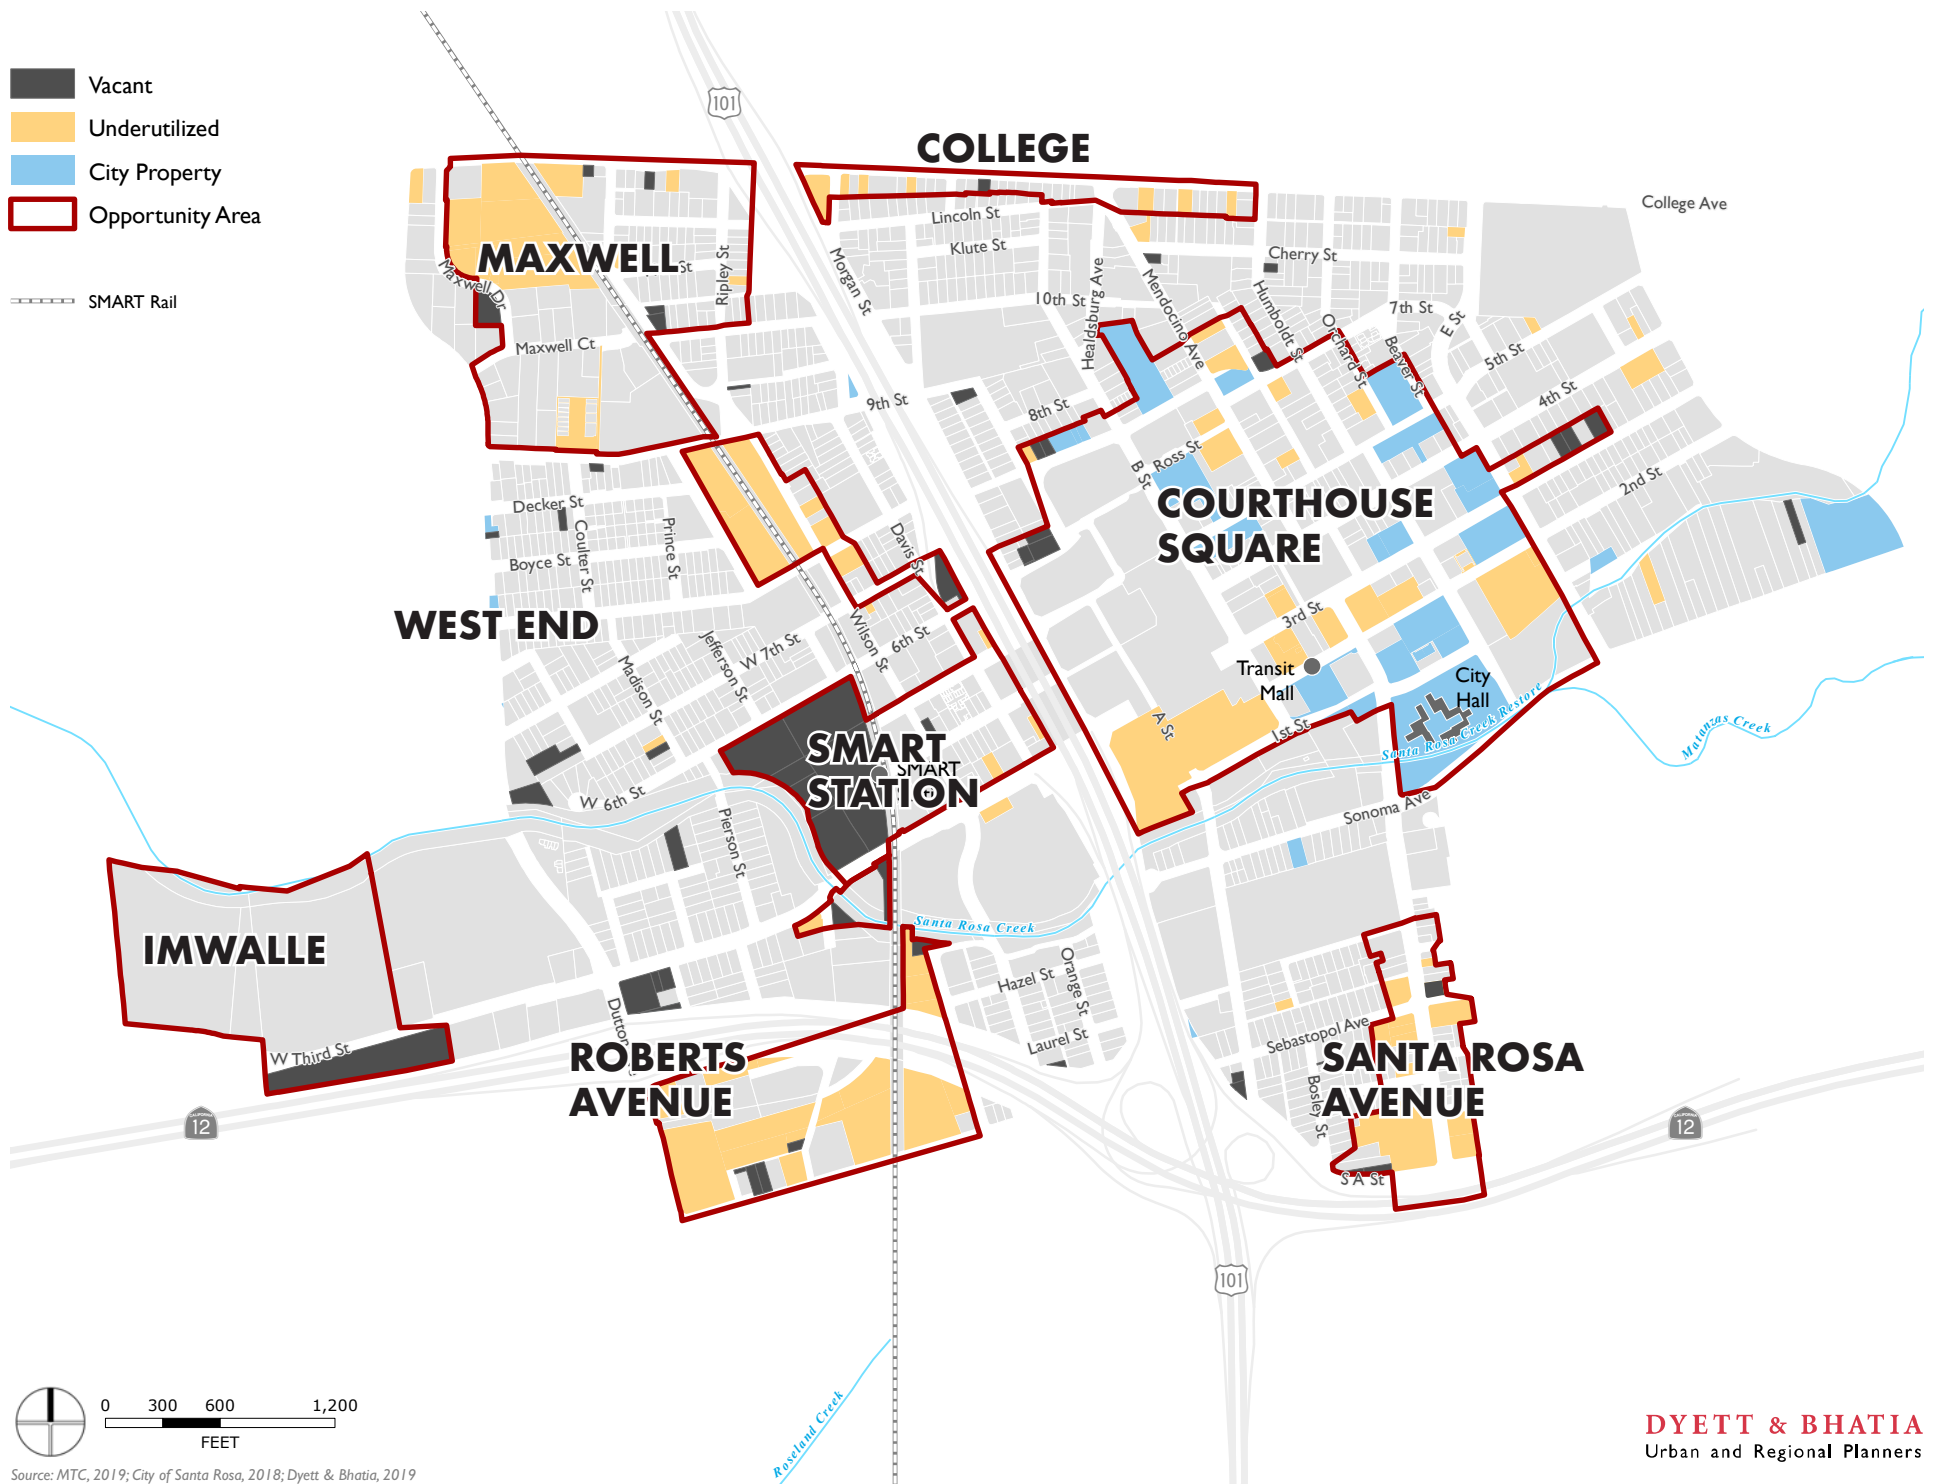 Vacant
Underutilized
City Property
Opportunity Area
SMART Rail
101
COLLEGE
College Ave
Lincoln St
Klute St
Cherry St
MAXWELL
St
Ripley St
Maxwell Dr
Morgan St
10th St
Healdsburg Ave
Mendocino Ave
Humboldt St
7th St
E St
Orchard St
Beaver St
5th St
4th St
Maxwell Ct
9th St
8th St
Ross St
B St
2nd St
COURTHOUSE
SQUARE
Decker St
Coulter St
Prince St
Boyce St
Davis St
WEST END
Wilson St
6th St
3rd St
Jefferson St
W 7th St
Madison St
Transit
Mall
City
Hall
A St
1st St
Santa Rosa Creek Restore
Matanzas Creek
SMART
STATION
SMART
W 6th St
Pierson St
Sonoma Ave
Santa Rosa Creek
IMWALLE
Hazel St
Orange St
Laurel St
W Third St
Dutton
ROBERTS
AVENUE
Sebastopol Ave
SANTA ROSA
AVENUE
Bosley St
S A St
CALIFORNIA
12
CALIFORNIA
12
101
Roseland Creek
0 300 600 1,200
FEET
Source: MTC, 2019; City of Santa Rosa, 2018; Dyett & Bhatia, 2019
DYETT & BHATIA
Urban and Regional Planners